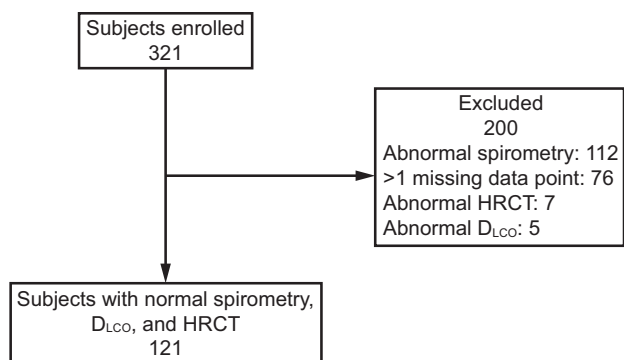 Subjects enrolled
321
Excluded
200
Abnormal spirometry: 112
>1 missing data point: 76
Abnormal HRCT: 7
Abnormal DLCO: 5
Subjects with normal spirometry,
DLCO, and HRCT
121